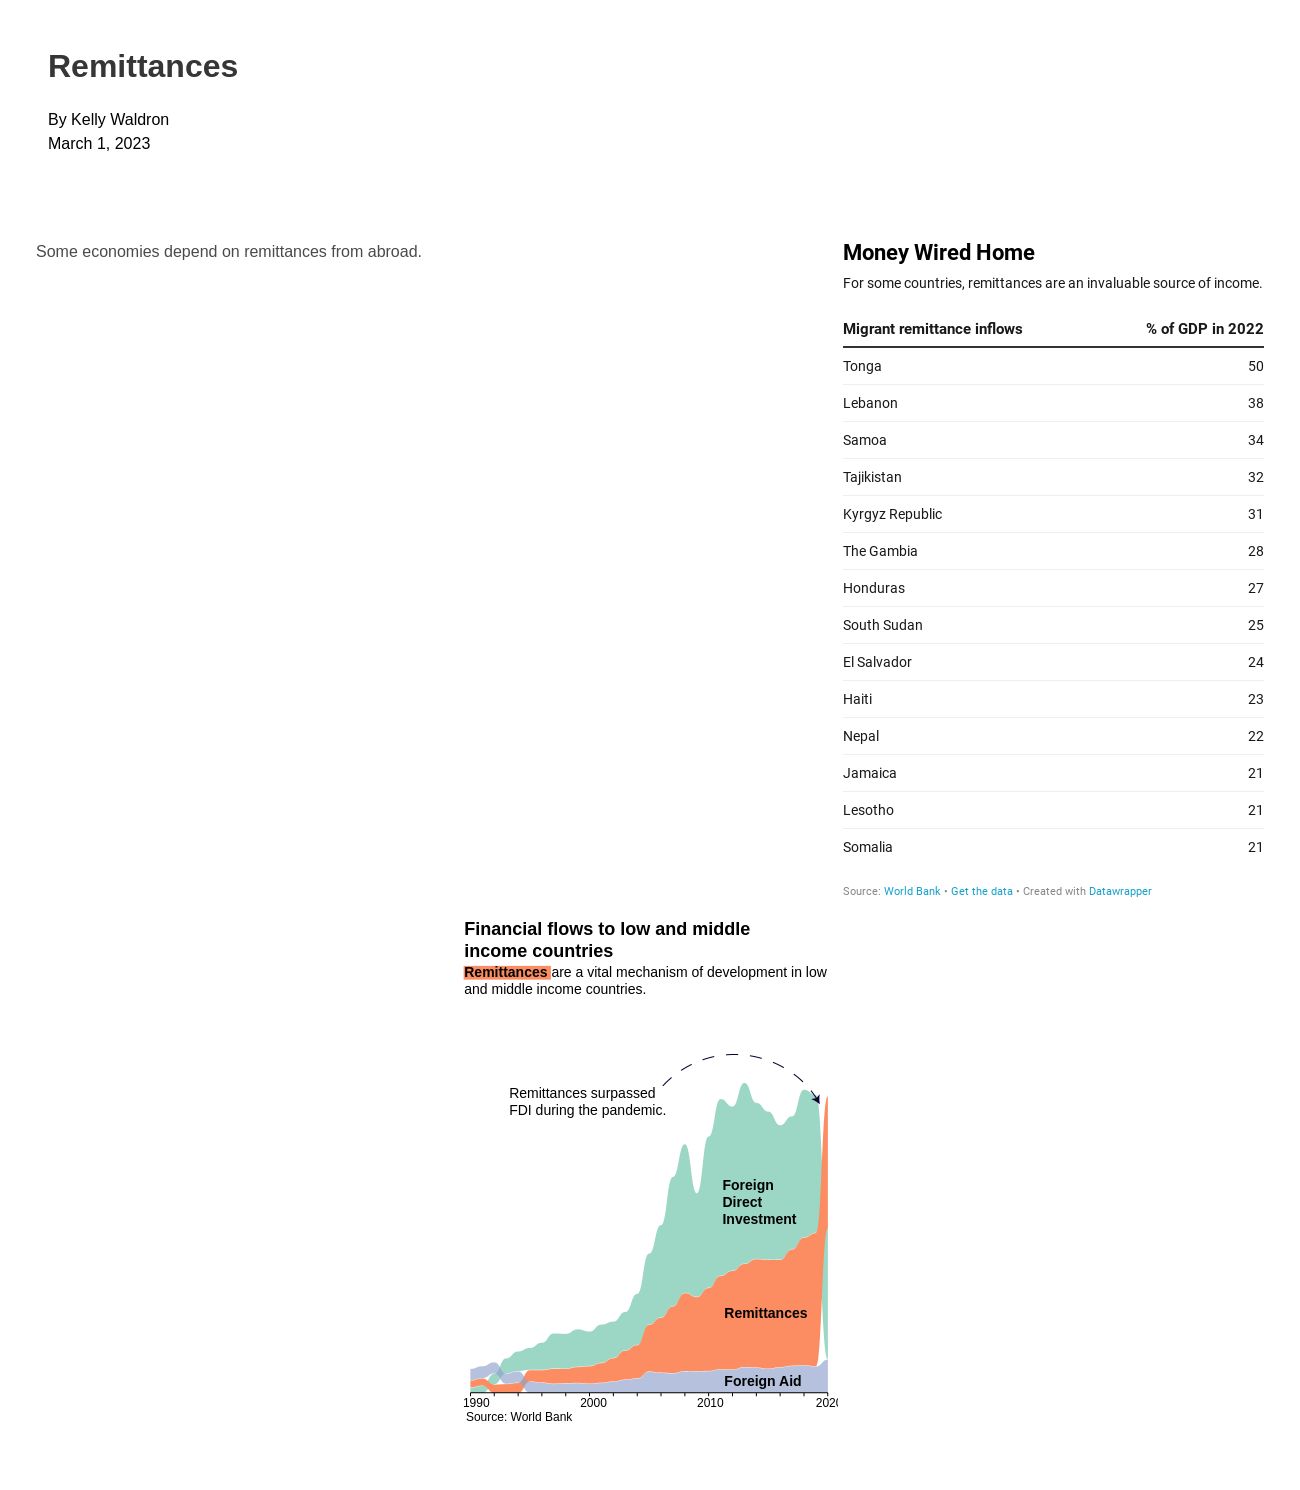 Remittances
By Kelly Waldron
March 1, 2023
Some economies depend on remittances from abroad.
Money Wired Home
For some countries, remittances are an invaluable source of income.
Migrant remittance inflows % of GDP in 2022
Tonga 50
Lebanon 38
Samoa 34
Tajikistan 32
Kyrgyz Republic 31
The Gambia 28
Honduras 27
South Sudan 25
El Salvador 24
Haiti 23
Nepal 22
Jamaica 21
Lesotho 21
Somalia 21
Source: World Bank • Get the data • Created with Datawrapper
Financial flows to low and middle
income countries
Remittances are a vital mechanism of development in low
and middle income countries.
Remittances surpassed
FDI during the pandemic.
Foreign
Direct
Investment
Remittances
Foreign Aid
1990 2000 2010 2020
Source: World Bank